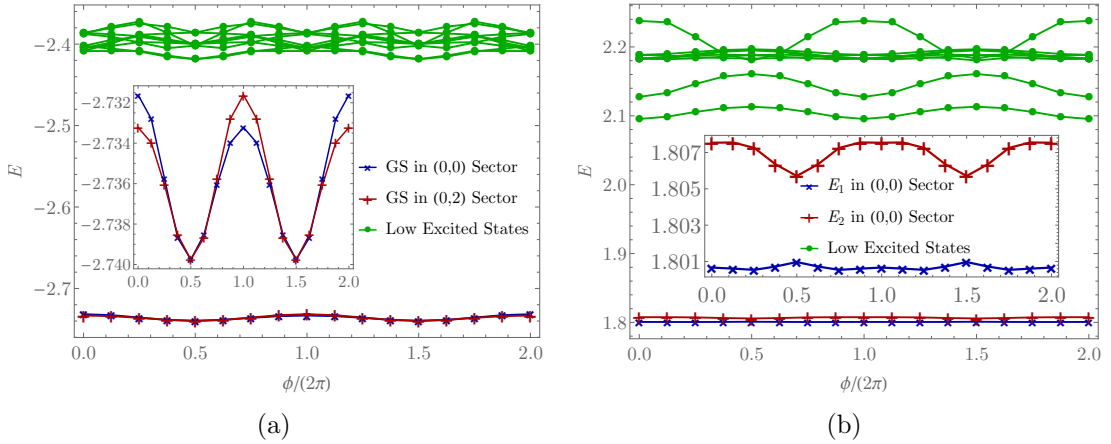 −2.4
−2.5
−2.6
−2.7
E
0.0 0.5 1.0 1.5 2.0
ϕ/(2π)
−2.732
−2.734
−2.736
−2.738
−2.740
0.0 0.5 1.0 1.5 2.0
GS in (0,0) Sector
GS in (0,2) Sector
Low Excited States
(a)
2.2
2.1
2.0
1.9
1.8
E
0.0 0.5 1.0 1.5 2.0
ϕ/(2π)
1.807
1.805
1.803
1.801
0.0 0.5 1.0 1.5 2.0
E₁ in (0,0) Sector
E₂ in (0,0) Sector
Low Excited States
(b)